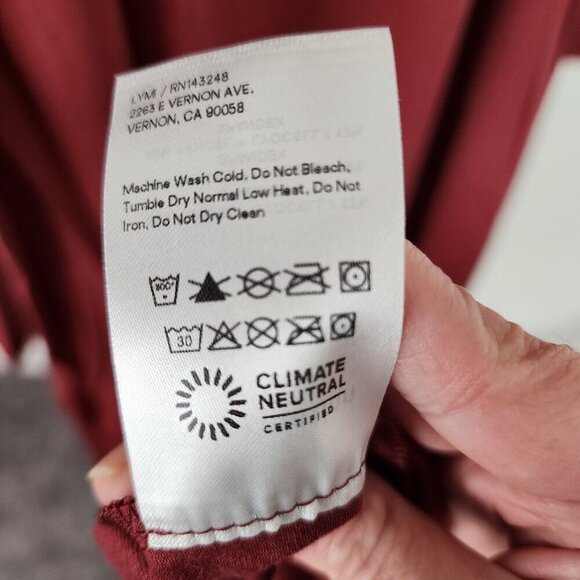 LYMI / RN143248
2263 E VERNON AVE.
VERNON, CA 90058
Machine Wash Cold, Do Not Bleach,
Tumble Dry Normal Low Heat, Do Not
Iron, Do Not Dry Clean
30
CLIMATE
NEUTRAL
CERTIFIED